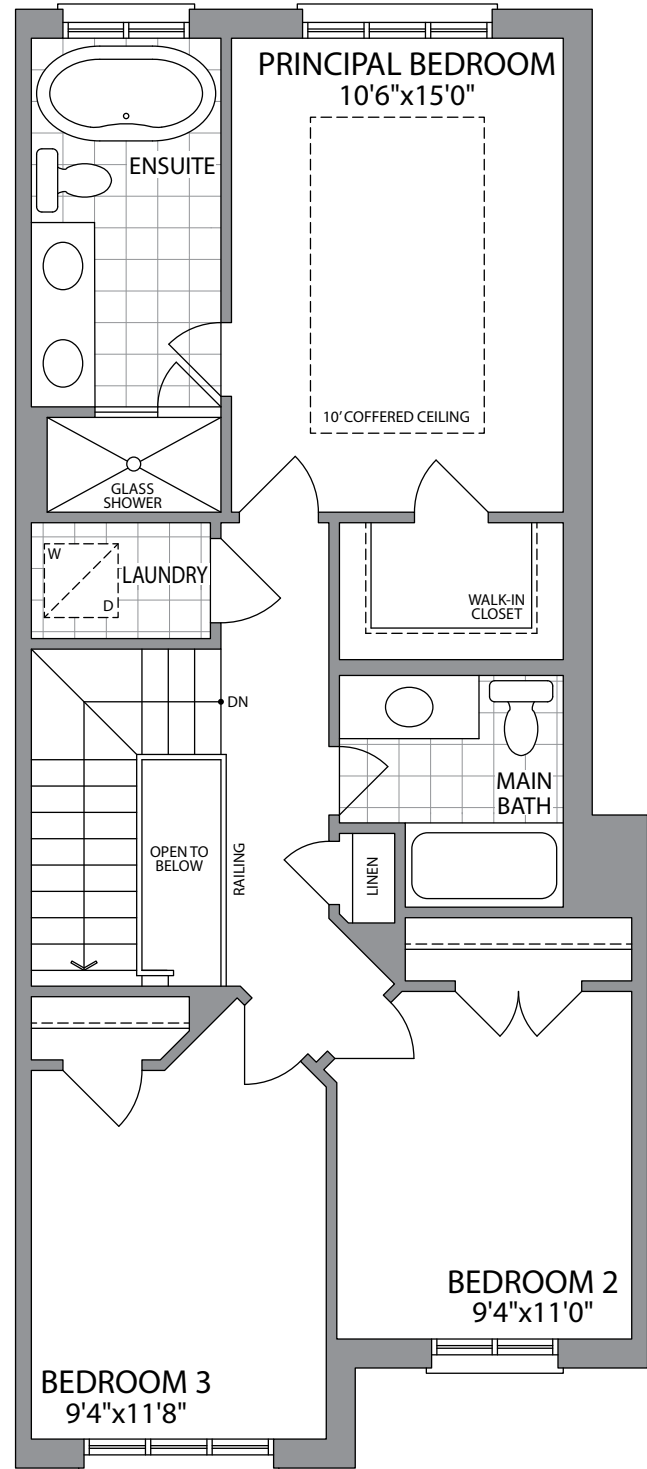 PRINCIPAL BEDROOM
10'6"x15'0"
ENSUITE
10' COFFERED CEILING
GLASS
SHOWER
W
D
LAUNDRY
WALK-IN
CLOSET
DN
MAIN
BATH
OPEN TO
BELOW
RAILING
LINEN
BEDROOM 2
9'4"x11'0"
BEDROOM 3
9'4"x11'8"